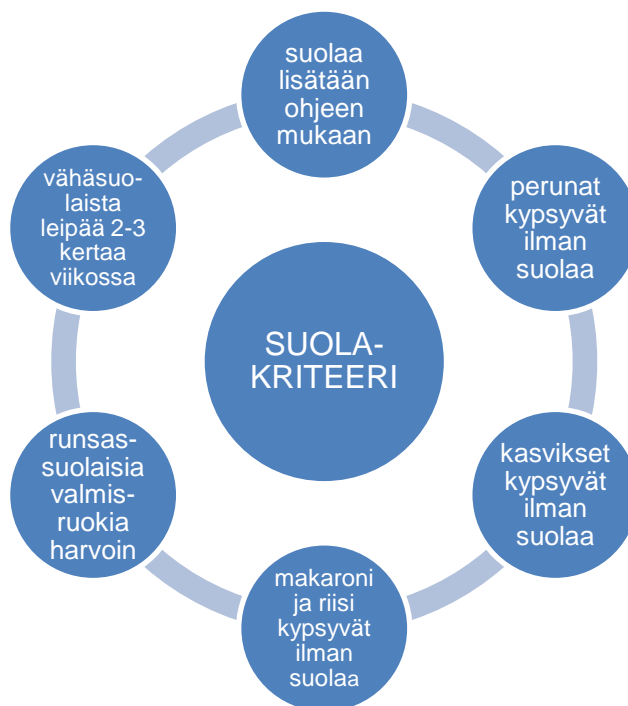 suolaa
lisätään
ohjeen
mukaan
perunat
kypsyvät
ilman
suolaa
kasvikset
kypsyvät
ilman
suolaa
makaroni
ja riisi
kypsyvät
ilman
suolaa
runsas-
suolaisia
valmis-
ruokia
harvoin
vähäsuo-
laista
leipää 2-3
kertaa
viikossa
SUOLA-
KRITEERI